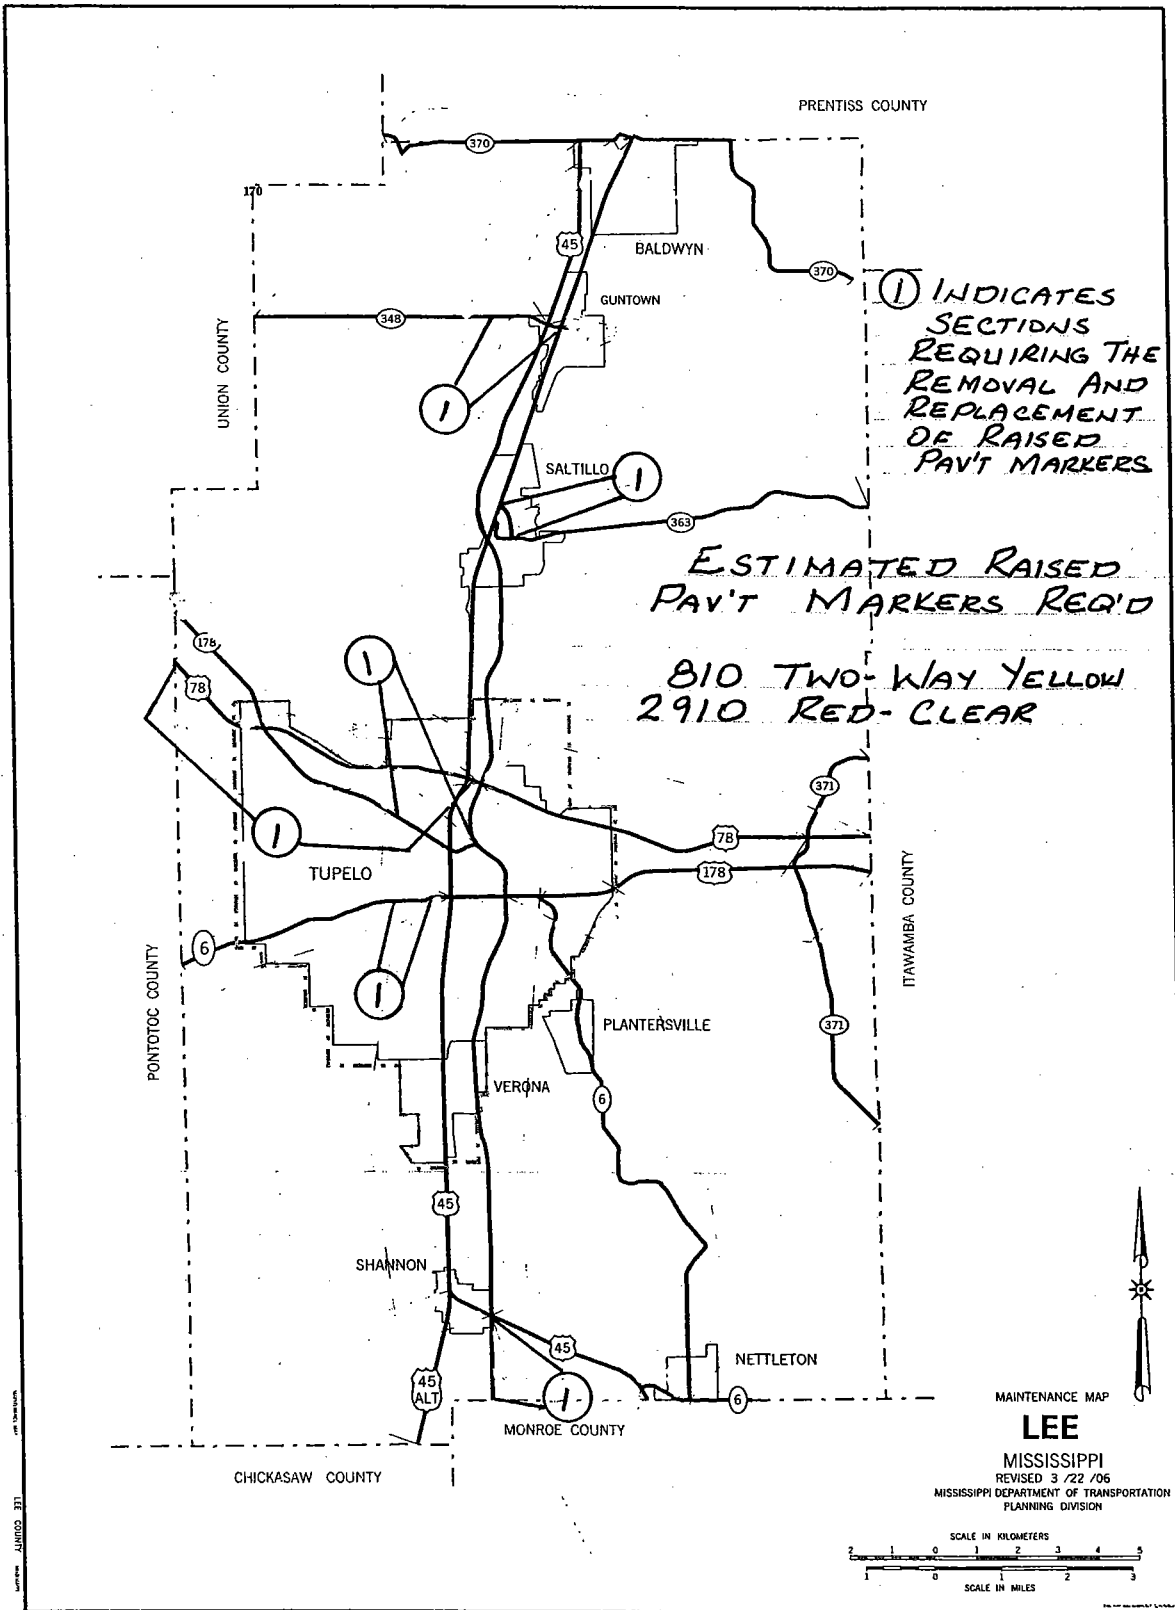 PRENTISS COUNTY
370
170
45
BALDWYN
370
GUNTOWN
348
UNION COUNTY
1 INDICATES
SECTIONS
REQUIRING THE
REMOVAL AND
REPLACEMENT
OF RAISED
PAV'T MARKERS
1
SALTILLO
1
363
ESTIMATED RAISED
PAV'T MARKERS REQ'D
178
1
78
810 TWO-WAY YELLOW
2910 RED-CLEAR
371
1
78
TUPELO
178
ITAWAMBA COUNTY
6
1
PONTOTOC COUNTY
PLANTERSVILLE
371
VERONA
6
45
SHANNON
45
NETTLETON
45
ALT
1
6
MONROE COUNTY
CHICKASAW COUNTY
MAINTENANCE MAP
LEE
MISSISSIPPI
REVISED 3 /22 /06
MISSISSIPPI DEPARTMENT OF TRANSPORTATION
PLANNING DIVISION
SCALE IN KILOMETERS
2 1 0 1 2 3 4 5
1 0 1 2 3
SCALE IN MILES
LEE COUNTY